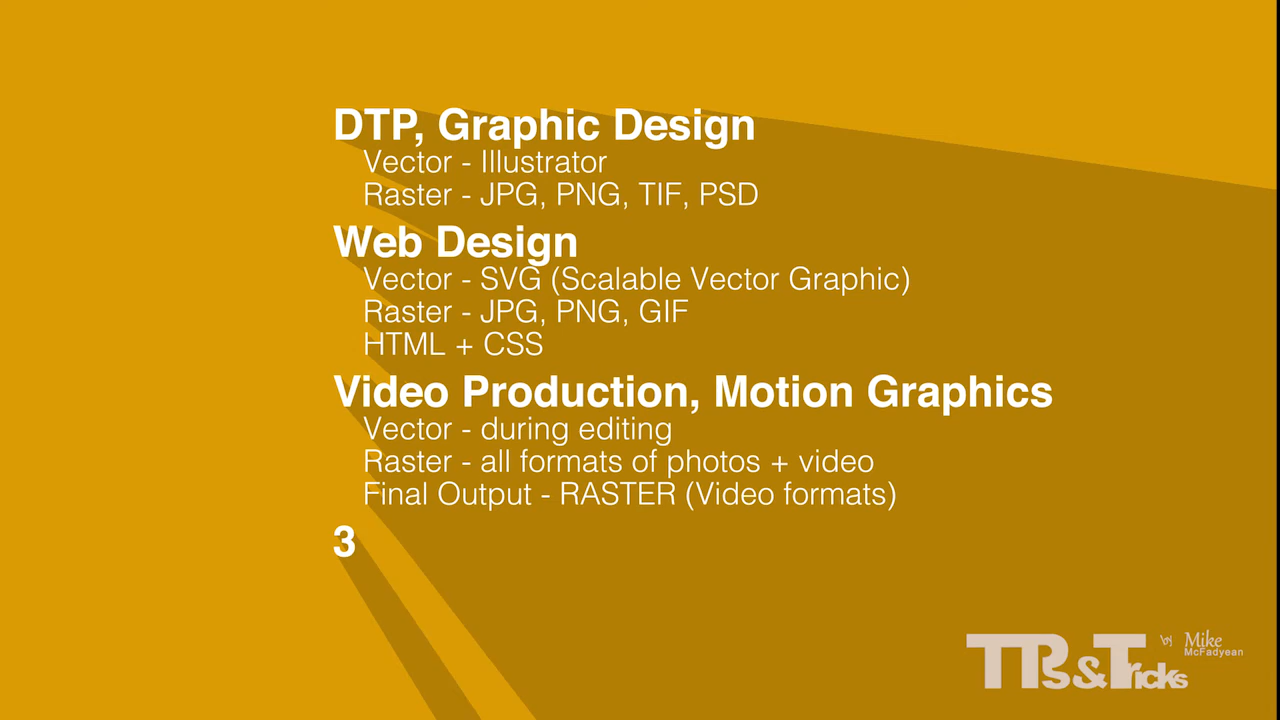 DTP, Graphic Design
Vector - Illustrator
Raster - JPG, PNG, TIF, PSD
Web Design
Vector - SVG (Scalable Vector Graphic)
Raster - JPG, PNG, GIF
HTML + CSS
Video Production, Motion Graphics
Vector - during editing
Raster - all formats of photos + video
Final Output - RASTER (Video formats)
3
TIPs & Tricks by Mike McFadyean